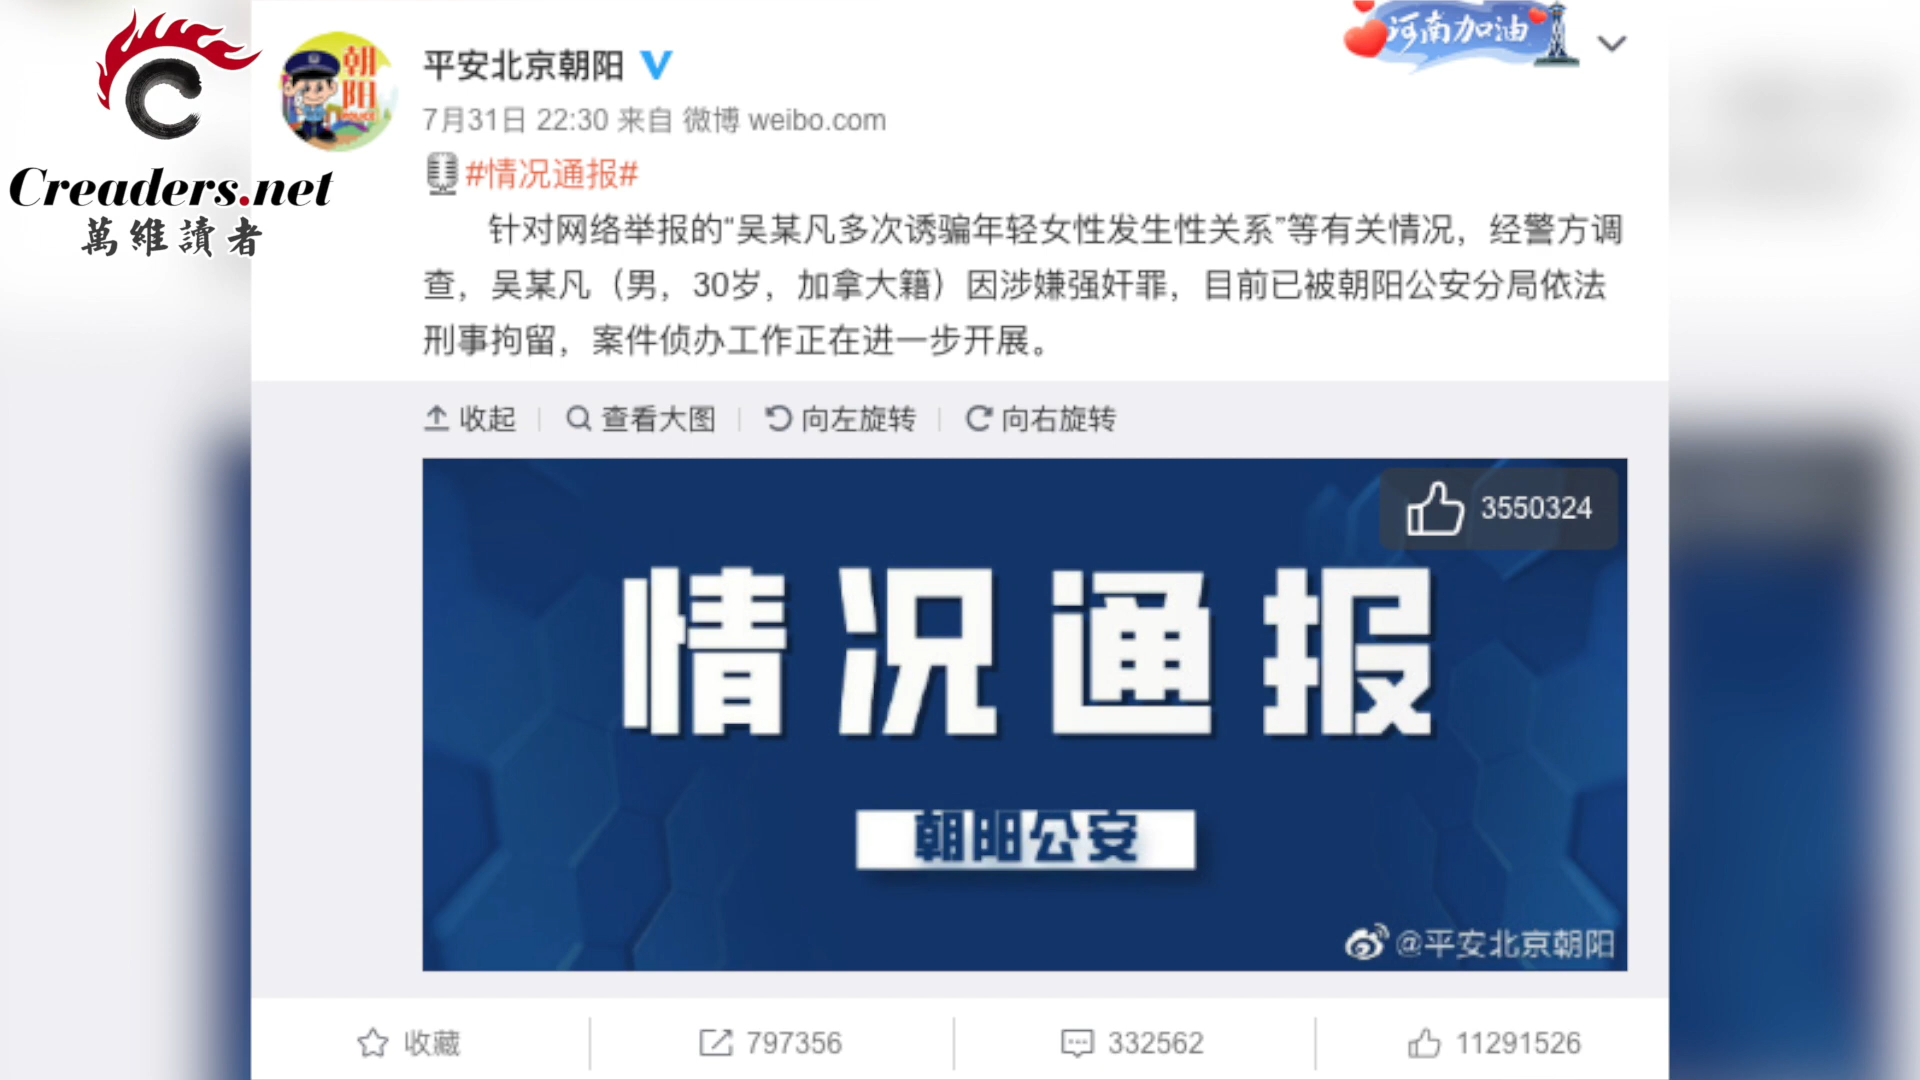 Creaders.net
萬維讀者
朝阳
POLICE
平安北京朝阳
河南加油
7月31日 22:30 来自 微博 weibo.com
#情况通报#
针对网络举报的“吴某凡多次诱骗年轻女性发生性关系”等有关情况，经警方调
查，吴某凡（男，30岁，加拿大籍）因涉嫌强奸罪，目前已被朝阳公安分局依法
刑事拘留，案件侦办工作正在进一步开展。
收起 查看大图 向左旋转 向右旋转
3550324
情况通报
朝阳公安
@平安北京朝阳
收藏 797356 332562 11291526